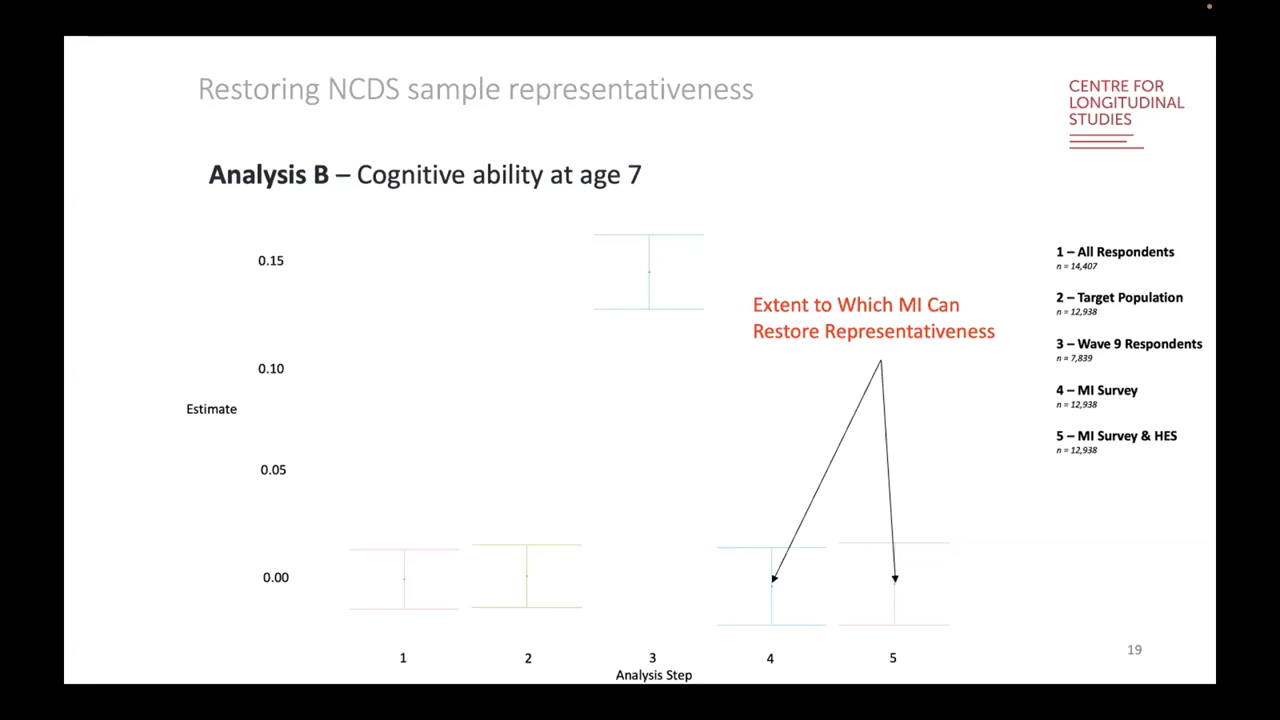 Restoring NCDS sample representativeness
CENTRE FOR
LONGITUDINAL
STUDIES
Analysis B – Cognitive ability at age 7
0.15
0.10
Estimate
0.05
0.00
Extent to Which MI Can
Restore Representativeness
1 – All Respondents
n = 14,407
2 – Target Population
n = 12,938
3 – Wave 9 Respondents
n = 7,839
4 – MI Survey
n = 12,938
5 – MI Survey & HES
n = 12,938
1 2 3 4 5
Analysis Step
19